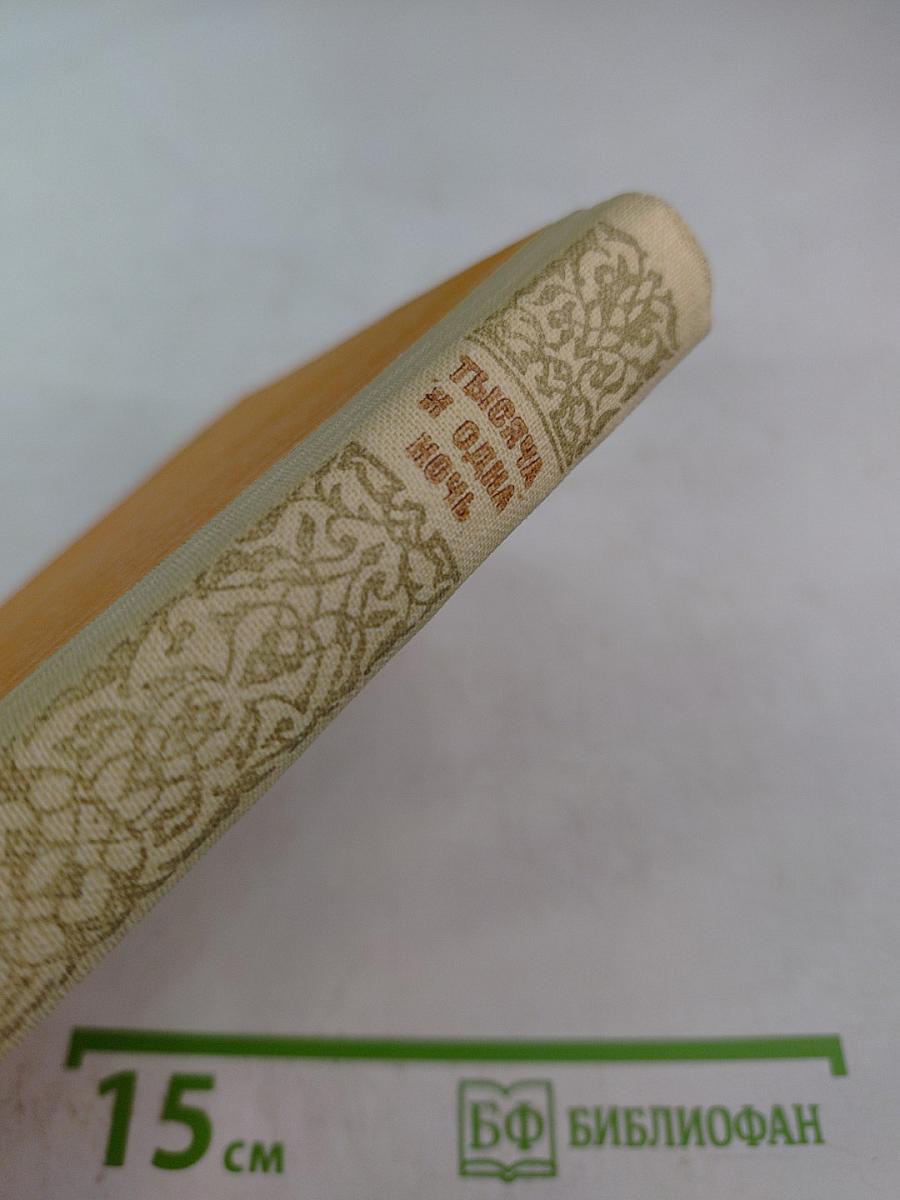 ТЫСЯЧА
И ОДНА
НОЧЬ
15 см
БФ БИБЛИОФАН